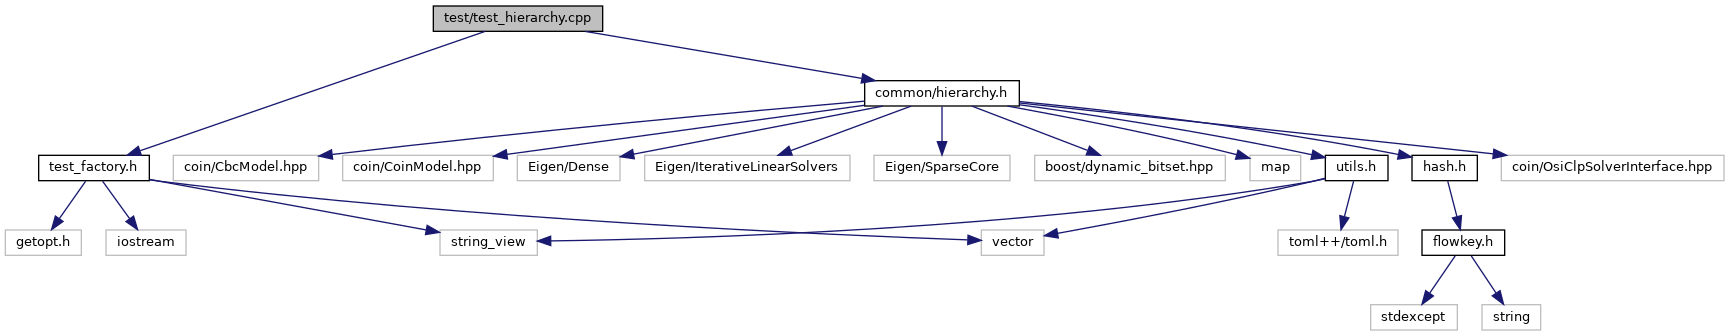 test/test_hierarchy.cpp
common/hierarchy.h
test_factory.h
coin/CbcModel.hpp
coin/CoinModel.hpp
Eigen/Dense
Eigen/IterativeLinearSolvers
Eigen/SparseCore
boost/dynamic_bitset.hpp
map
utils.h
hash.h
coin/OsiClpSolverInterface.hpp
getopt.h
iostream
string_view
vector
toml++/toml.h
flowkey.h
stdexcept
string